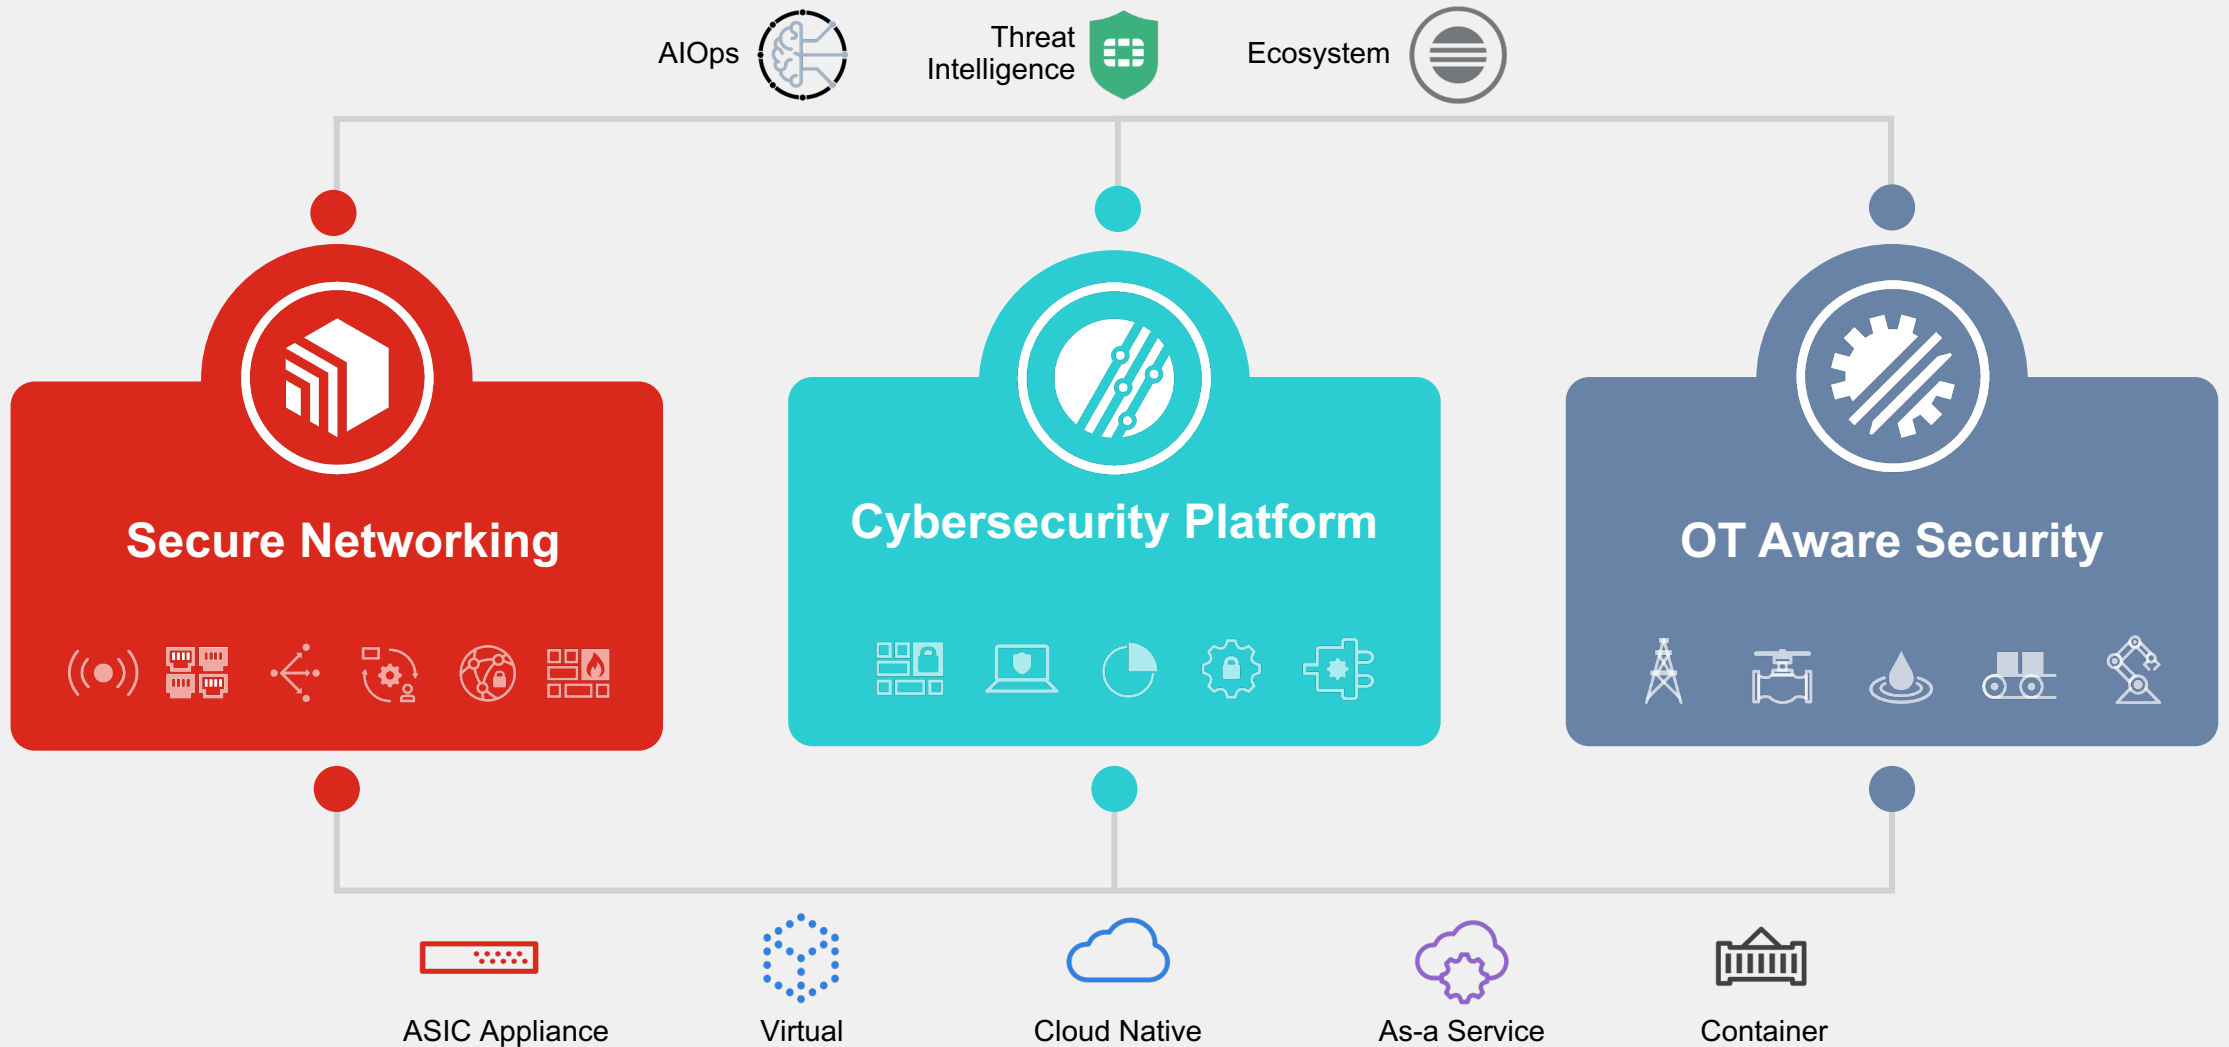 AIOps
Threat
Intelligence
Ecosystem
Secure Networking
Cybersecurity Platform
OT Aware Security
ASIC Appliance
Virtual
Cloud Native
As-a Service
Container